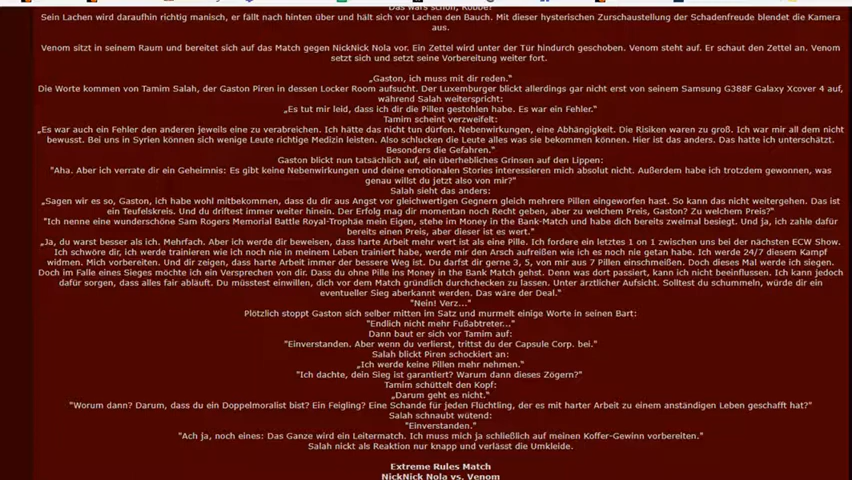 Das wars schön, Robbe?"
Sein Lachen wird daraufhin richtig manisch, er fällt nach hinten über und hält sich vor Lachen den Bauch. Mit dieser hysterischen Zurschaustellung der Schadenfreude blendet die Kamera
aus.
Venom sitzt in seinem Raum und bereitet sich auf das Match gegen NickNick Nola vor. Ein Zettel wird unter der Tür hindurch geschoben. Venom steht auf. Er schaut den Zettel an. Venom
setzt sich und setzt seine Vorbereitung weiter fort.
„Gaston, ich muss mit dir reden."
Die Worte kommen von Tamim Salah, der Gaston Piren in dessen Locker Room aufsucht. Der Luxemburger blickt allerdings gar nicht erst von seinem Samsung G388F Galaxy Xcover 4 auf,
während Salah weiterspricht:
„Es tut mir leid, dass ich dir die Pillen gestohlen habe. Es war ein Fehler."
Tamim scheint verzweifelt:
„Es war auch ein Fehler den anderen jeweils eine zu verabreichen. Ich hätte das nicht tun dürfen. Nebenwirkungen, eine Abhängigkeit. Die Risiken waren zu groß. Ich war mir all dem nicht
bewusst. Bei uns in Syrien können sich wenige Leute richtige Medizin leisten. Also schlucken die Leute alles was sie bekommen können. Hier ist das anders. Das hatte ich unterschätzt.
Besonders die Gefahren."
Gaston blickt nun tatsächlich auf, ein überhebliches Grinsen auf den Lippen:
"Aha. Aber ich verrate dir ein Geheimnis: Es gibt keine Nebenwirkungen und deine emotionalen Stories interessieren mich absolut nicht. Außerdem habe ich trotzdem gewonnen, was
genau willst du jetzt also von mir?"
Salah sieht das anders:
„Sagen wir es so, Gaston, ich habe wohl mitbekommen, dass du dir aus Angst vor gleichwertigen Gegnern gleich mehrere Pillen eingeworfen hast. So kann das nicht weitergehen. Das ist
ein Teufelskreis. Und du driftest immer weiter hinein. Der Erfolg mag dir momentan noch Recht geben, aber zu welchem Preis, Gaston? Zu welchem Preis?"
"Ich nenne eine wunderschöne Sam Rogers Memorial Battle Royal-Trophäe mein Eigen, stehe im Money in the Bank-Match und habe dich bereits zweimal besiegt. Und ja, ich zahle dafür
bereits einen Preis, aber dieser ist es wert."
„Ja, du warst besser als ich. Mehrfach. Aber ich werde dir beweisen, dass harte Arbeit mehr wert ist als eine Pille. Ich fordere ein letztes 1 on 1 zwischen uns bei der nächsten ECW Show.
Ich schwöre dir, ich werde trainieren wie ich noch nie in meinem Leben trainiert habe, werde mir den Arsch aufreißen wie ich es noch nie getan habe. Ich werde 24/7 diesem Kampf
widmen. Mich vorbereiten. Und dir zeigen, dass harte Arbeit immer der bessere Weg ist. Du darfst dir gerne 3, 5, von mir aus 7 Pillen einschmeißen. Doch dieses Mal werde ich siegen.
Doch im Falle eines Sieges möchte ich ein Versprechen von dir. Dass du ohne Pille ins Money in the Bank Match gehst. Denn was dort passiert, kann ich nicht beeinflussen. Ich kann jedoch
dafür sorgen, dass alles fair abläuft. Du müsstest einwilligen, dich vor dem Match gründlich durchchecken zu lassen. Unter ärztlicher Aufsicht. Solltest du schummeln, würde dir ein
eventueller Sieg aberkannt werden. Das wäre der Deal."
"Nein! Verz..."
Plötzlich stoppt Gaston sich selber mitten im Satz und murmelt einige Worte in seinen Bart:
"Endlich nicht mehr Fußabtreter..."
Dann baut er sich vor Tamim auf:
"Einverstanden. Aber wenn du verlierst, trittst du der Capsule Corp. bei."
Salah blickt Piren schockiert an:
„Ich werde keine Pillen mehr nehmen."
"Ich dachte, dein Sieg ist garantiert? Warum dann dieses Zögern?"
Tamim schüttelt den Kopf:
„Darum geht es nicht."
"Worum dann? Darum, dass du ein Doppelmoralist bist? Ein Feigling? Eine Schande für jeden Flüchtling, der es mit harter Arbeit zu einem anständigen Leben geschafft hat?"
Salah schnaubt wütend:
"Einverstanden."
"Ach ja, noch eines: Das Ganze wird ein Leitermatch. Ich muss mich ja schließlich auf meinen Koffer-Gewinn vorbereiten."
Salah nickt als Reaktion nur knapp und verlässt die Umkleide.
Extreme Rules Match
NickNick Nola vs. Venom